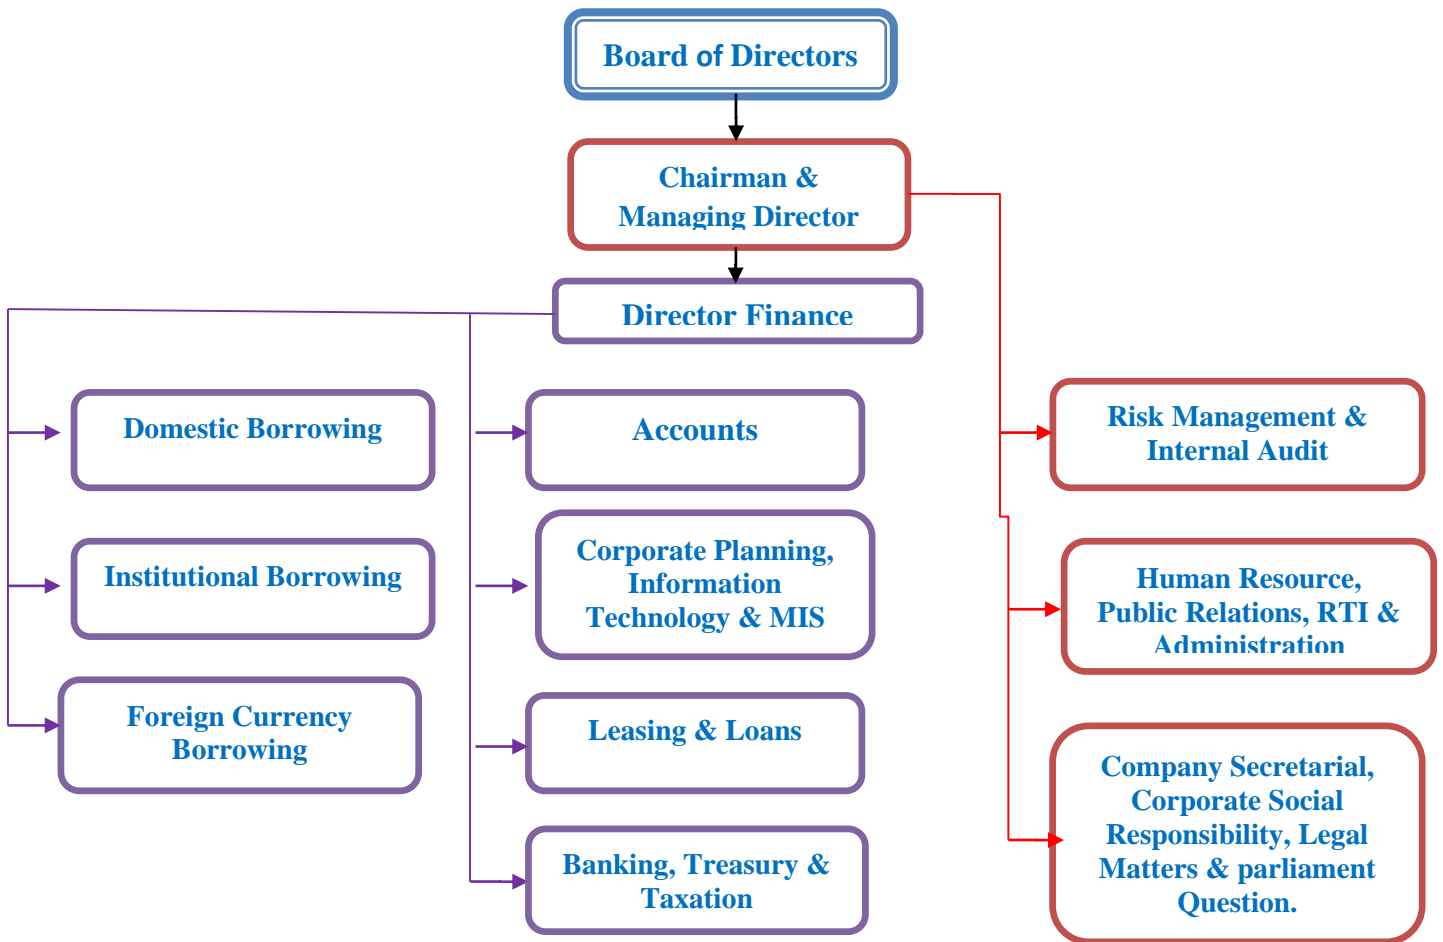 Board of Directors
Chairman &
Managing Director
Director Finance
Domestic Borrowing
Institutional Borrowing
Foreign Currency
Borrowing
Accounts
Corporate Planning,
Information
Technology & MIS
Leasing & Loans
Banking, Treasury &
Taxation
Risk Management &
Internal Audit
Human Resource,
Public Relations, RTI &
Administration
Company Secretarial,
Corporate Social
Responsibility, Legal
Matters & parliament
Question.